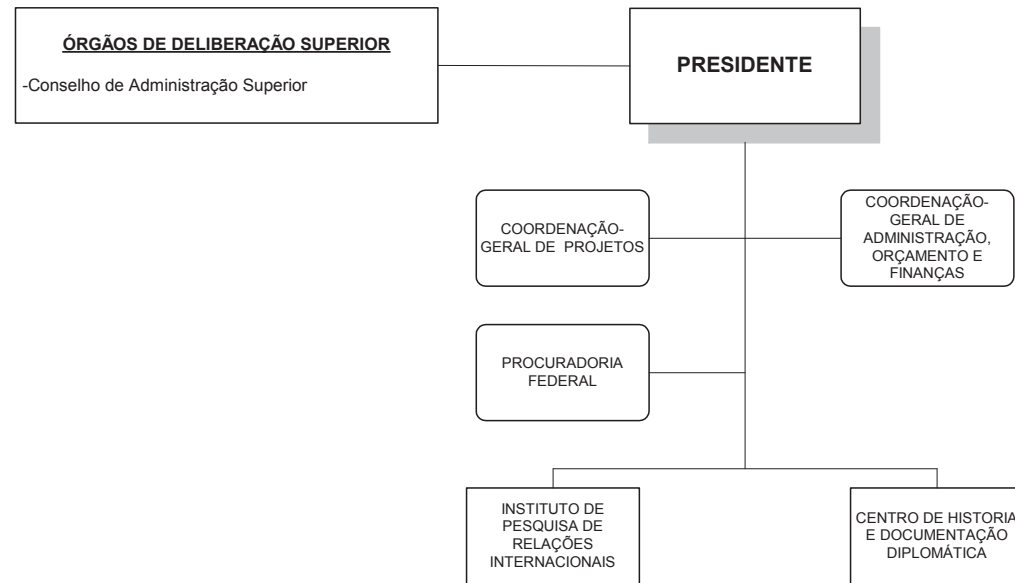 ÓRGÃOS DE DELIBERAÇÃO SUPERIOR
-Conselho de Administração Superior
PRESIDENTE
COORDENAÇÃO-
GERAL DE PROJETOS
COORDENAÇÃO-
GERAL DE
ADMINISTRAÇÃO,
ORÇAMENTO E
FINANÇAS
PROCURADORIA
FEDERAL
INSTITUTO DE
PESQUISA DE
RELAÇÕES
INTERNACIONAIS
CENTRO DE HISTORIA
E DOCUMENTAÇÃO
DIPLOMÁTICA